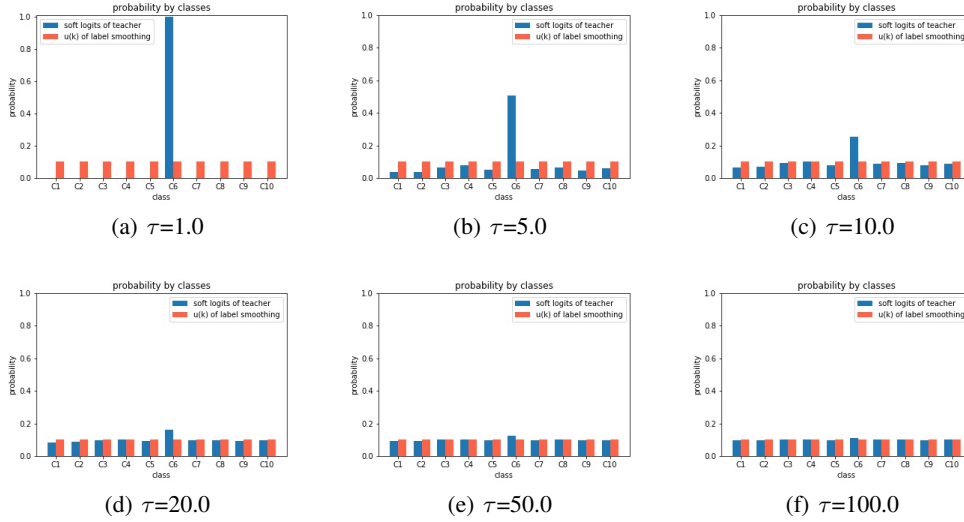 probability by classes
1.0
0.8
0.6
0.4
0.2
0.0
probability
soft logits of teacher
u(k) of label smoothing
C1 C2 C3 C4 C5 C6 C7 C8 C9 C10
class
(a) τ=1.0
probability by classes
1.0
0.8
0.6
0.4
0.2
0.0
probability
soft logits of teacher
u(k) of label smoothing
C1 C2 C3 C4 C5 C6 C7 C8 C9 C10
class
(b) τ=5.0
probability by classes
1.0
0.8
0.6
0.4
0.2
0.0
probability
soft logits of teacher
u(k) of label smoothing
C1 C2 C3 C4 C5 C6 C7 C8 C9 C10
class
(c) τ=10.0
probability by classes
1.0
0.8
0.6
0.4
0.2
0.0
probability
soft logits of teacher
u(k) of label smoothing
C1 C2 C3 C4 C5 C6 C7 C8 C9 C10
class
(d) τ=20.0
probability by classes
1.0
0.8
0.6
0.4
0.2
0.0
probability
soft logits of teacher
u(k) of label smoothing
C1 C2 C3 C4 C5 C6 C7 C8 C9 C10
class
(e) τ=50.0
probability by classes
1.0
0.8
0.6
0.4
0.2
0.0
probability
soft logits of teacher
u(k) of label smoothing
C1 C2 C3 C4 C5 C6 C7 C8 C9 C10
class
(f) τ=100.0